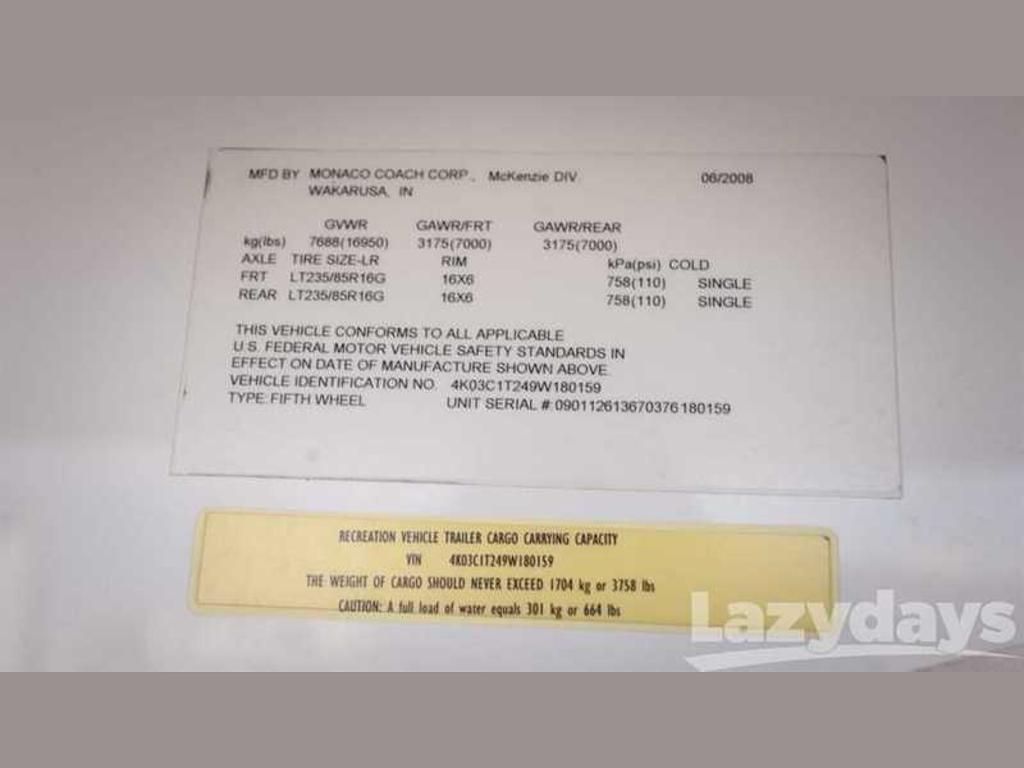 MFD BY MONACO COACH CORP., McKenzie DIV. 06/2008
WAKARUSA, IN
GVWR GAWR/FRT GAWR/REAR
kg(lbs) 7688(16950) 3175(7000) 3175(7000)
AXLE TIRE SIZE-LR RIM kPa(psi) COLD
FRT LT235/85R16G 16X6 758(110) SINGLE
REAR LT235/85R16G 16X6 758(110) SINGLE
THIS VEHICLE CONFORMS TO ALL APPLICABLE
U.S. FEDERAL MOTOR VEHICLE SAFETY STANDARDS IN
EFFECT ON DATE OF MANUFACTURE SHOWN ABOVE.
VEHICLE IDENTIFICATION NO. 4K03C1T249W180159
TYPE: FIFTH WHEEL UNIT SERIAL #: 090112613670376180159
RECREATION VEHICLE TRAILER CARGO CARRYING CAPACITY
VIN 4K03C1T249W180159
THE WEIGHT OF CARGO SHOULD NEVER EXCEED 1704 kg or 3758 lbs
CAUTION: A full load of water equals 301 kg or 664 lbs
Lazydays